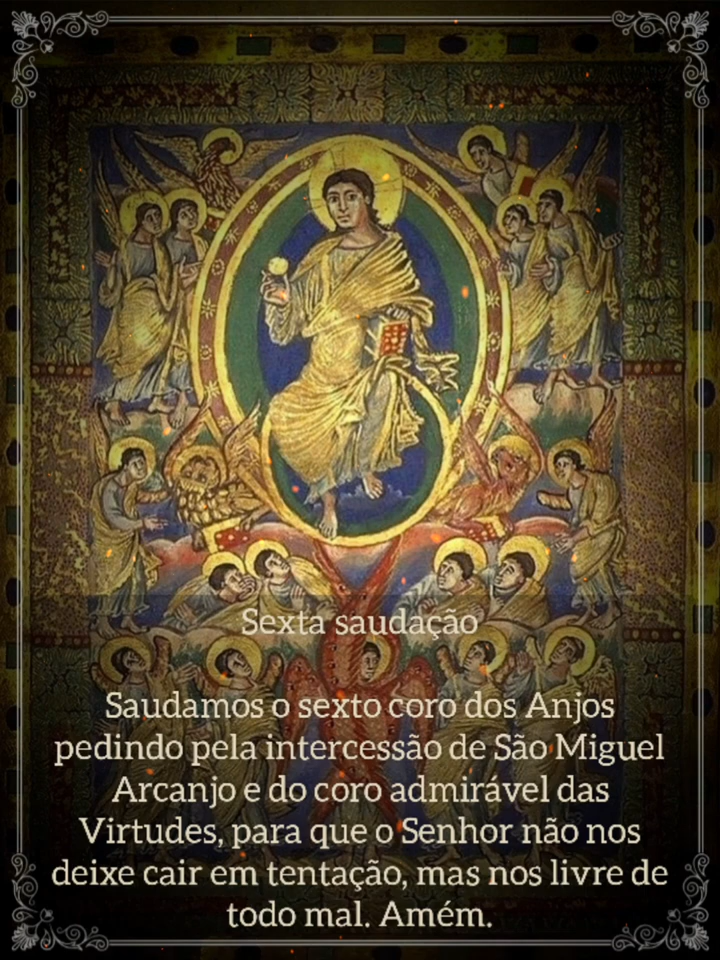 Sexta saudação
Saudamos o sexto coro dos Anjos
pedindo pela intercessão de São Miguel
Arcanjo e do coro admirável das
Virtudes, para que o Senhor não nos
deixe cair em tentação, mas nos livre de
todo mal. Amém.